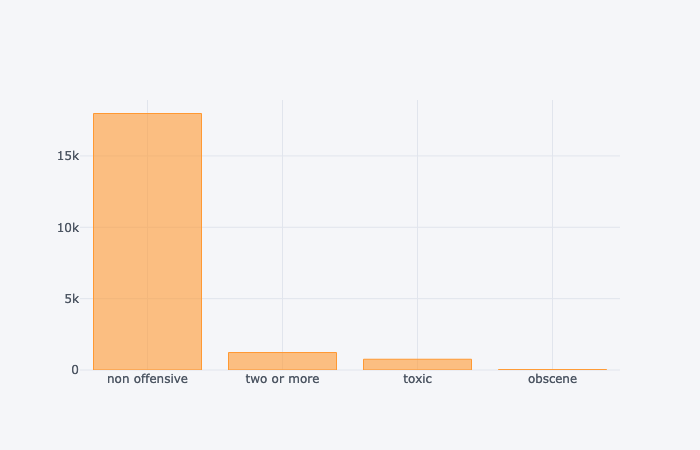 15k
10k
5k
0
non offensive two or more toxic obscene